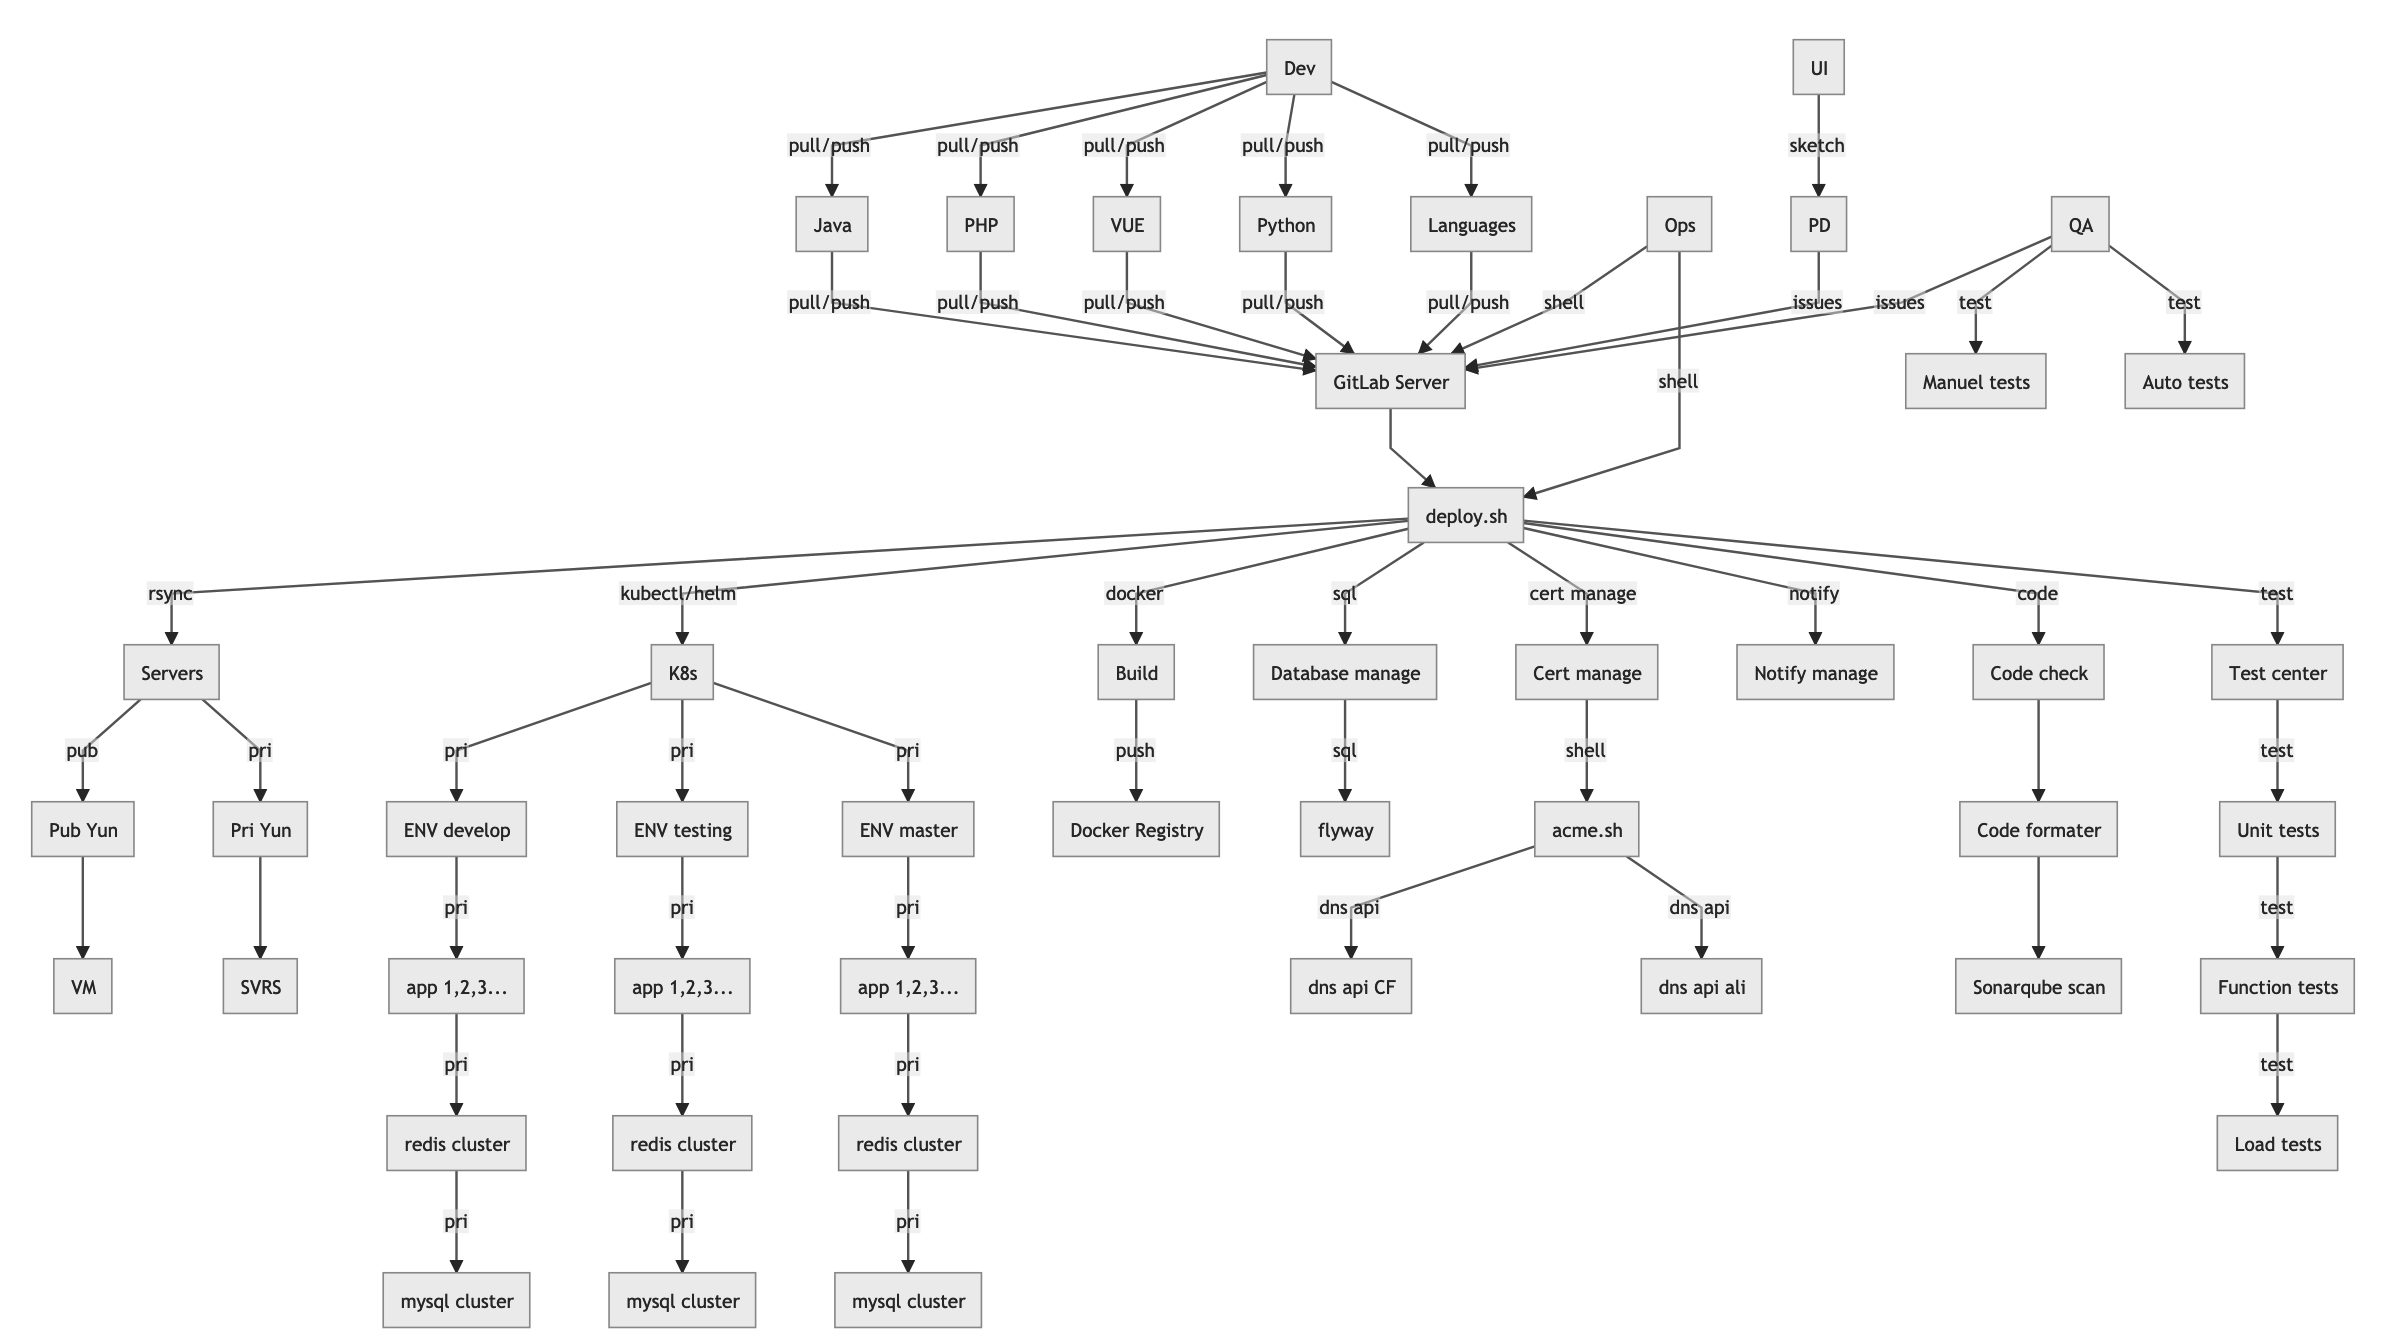 Dev
UI
pull/push
pull/push
pull/push
pull/push
pull/push
sketch
Java
PHP
VUE
Python
Languages
Ops
PD
QA
pull/push
pull/push
pull/push
pull/push
pull/push
shell
issues
issues
test
test
GitLab Server
shell
Manuel tests
Auto tests
deploy.sh
rsync
kubectl/helm
docker
sql
cert manage
notify
code
test
Servers
K8s
Build
Database manage
Cert manage
Notify manage
Code check
Test center
pub
pri
pri
pri
pri
push
sql
shell
test
Pub Yun
Pri Yun
ENV develop
ENV testing
ENV master
Docker Registry
flyway
acme.sh
Code formater
Unit tests
pri
pri
pri
dns api
dns api
test
VM
SVRS
app 1,2,3...
app 1,2,3...
app 1,2,3...
dns api CF
dns api ali
Sonarqube scan
Function tests
pri
pri
pri
test
redis cluster
redis cluster
redis cluster
Load tests
pri
pri
pri
mysql cluster
mysql cluster
mysql cluster